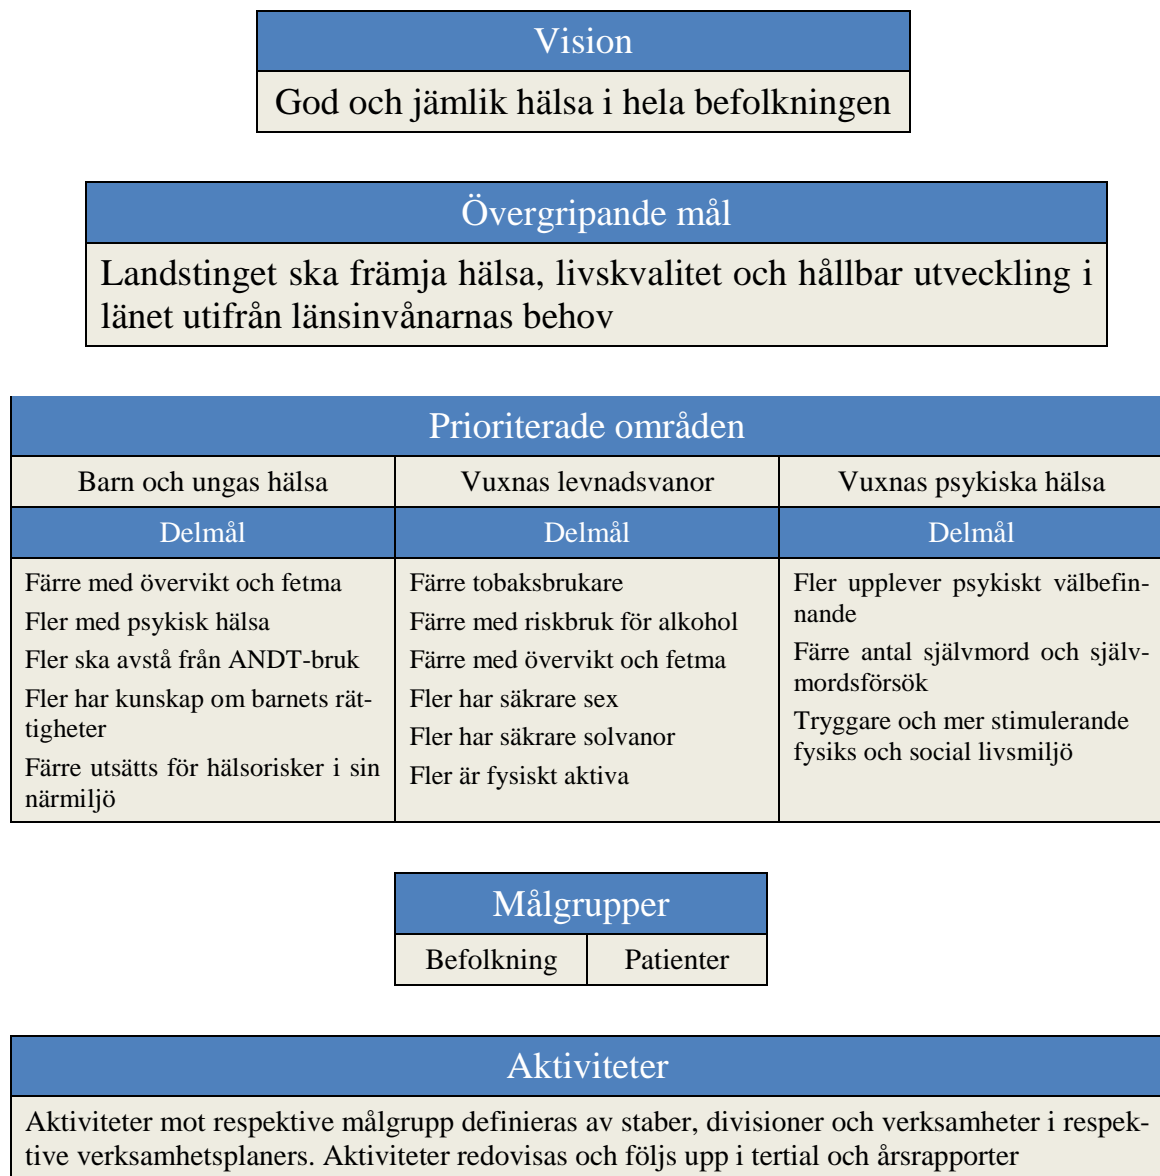 Vision
God och jämlik hälsa i hela befolkningen
Övergripande mål
Landstinget ska främja hälsa, livskvalitet och hållbar utveckling i
länet utifrån länsinvånarnas behov
Prioriterade områden
Barn och ungas hälsa
Vuxnas levnadsvanor
Vuxnas psykiska hälsa
Delmål
Delmål
Delmål
Färre med övervikt och fetma
Fler med psykisk hälsa
Fler ska avstå från ANDT-bruk
Fler har kunskap om barnets rät-
tigheter
Färre utsätts för hälsorisker i sin
närmiljö
Färre tobaksbrukare
Färre med riskbruk för alkohol
Färre med övervikt och fetma
Fler har säkrare sex
Fler har säkrare solvanor
Fler är fysiskt aktiva
Fler upplever psykiskt välbefin-
nande
Färre antal självmord och själv-
mordsförsök
Tryggare och mer stimulerande
fysiks och social livsmiljö
Målgrupper
Befolkning
Patienter
Aktiviteter
Aktiviteter mot respektive målgrupp definieras av staber, divisioner och verksamheter i respek-
tive verksamhetsplaners. Aktiviteter redovisas och följs upp i tertial och årsrapporter